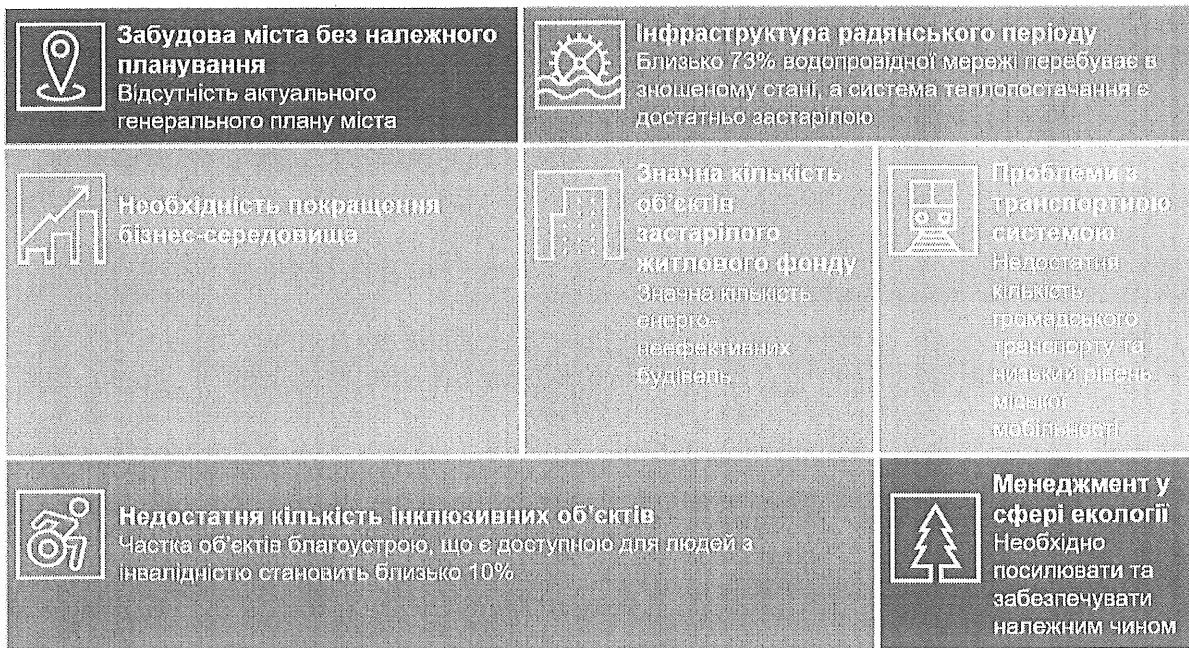 Забудова міста без належного
планування
Відсутність актуального
генерального плану міста
Інфраструктура радянського періоду
Близько 73% водопровідної мережі перебуває в
зношеному стані, а система теплопостачання є
достатньо застарілою
Необхідність покращення
бізнес-середовища
Значна кількість
об'єктів
застарілого
житлового фонду
Значна кількість
енерго-
неефективних
будівель
Проблеми з
транспортною
системою
Недостатня
кількість
громадського
транспорту та
низький рівень
міської
мобільності
Недостатня кількість інклюзивних об'єктів
Частка об'єктів благоустрою, що є доступною для людей з
інвалідністю становить близько 10%
Менеджмент у
сфері екології
Необхідно
посилювати та
забезпечувати
належним чином